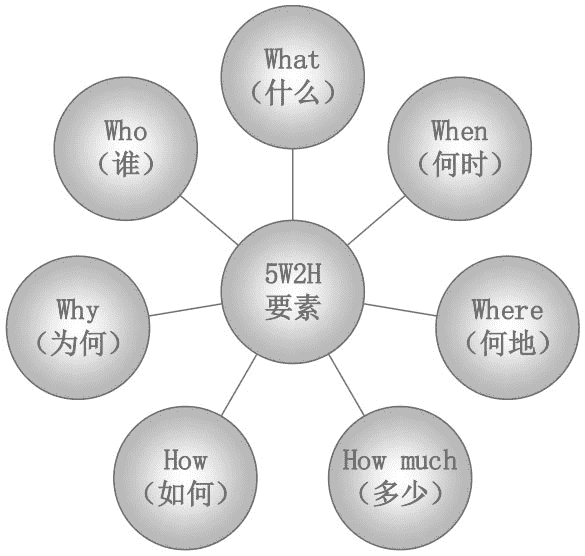 What
（什么）
Who
（谁）
When
（何时）
5W2H
要素
Why
（为何）
Where
（何地）
How
（如何）
How much
（多少）